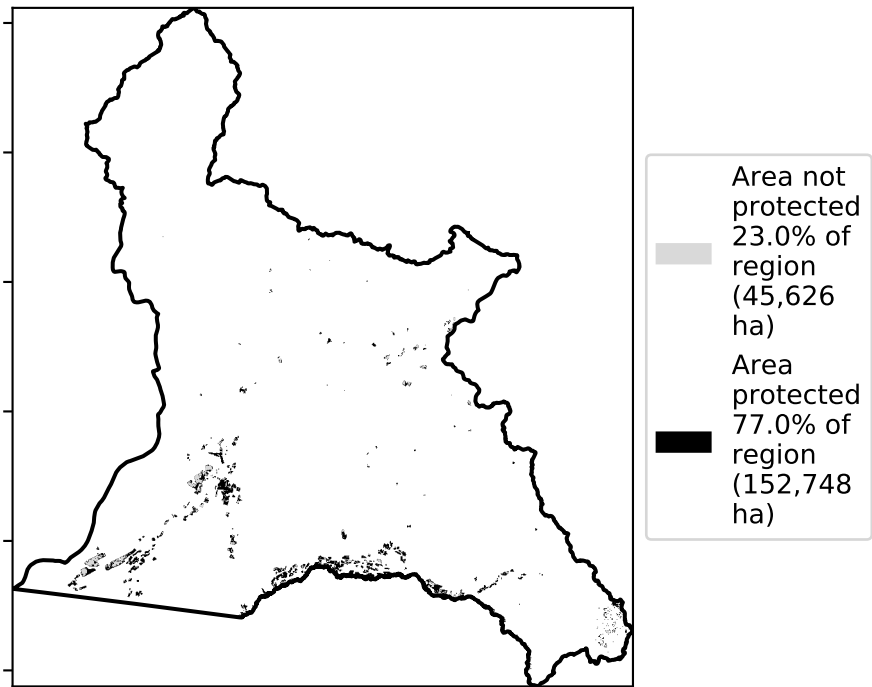 Area not
protected
23.0% of
region
(45,626
ha)
Area
protected
77.0% of
region
(152,748
ha)